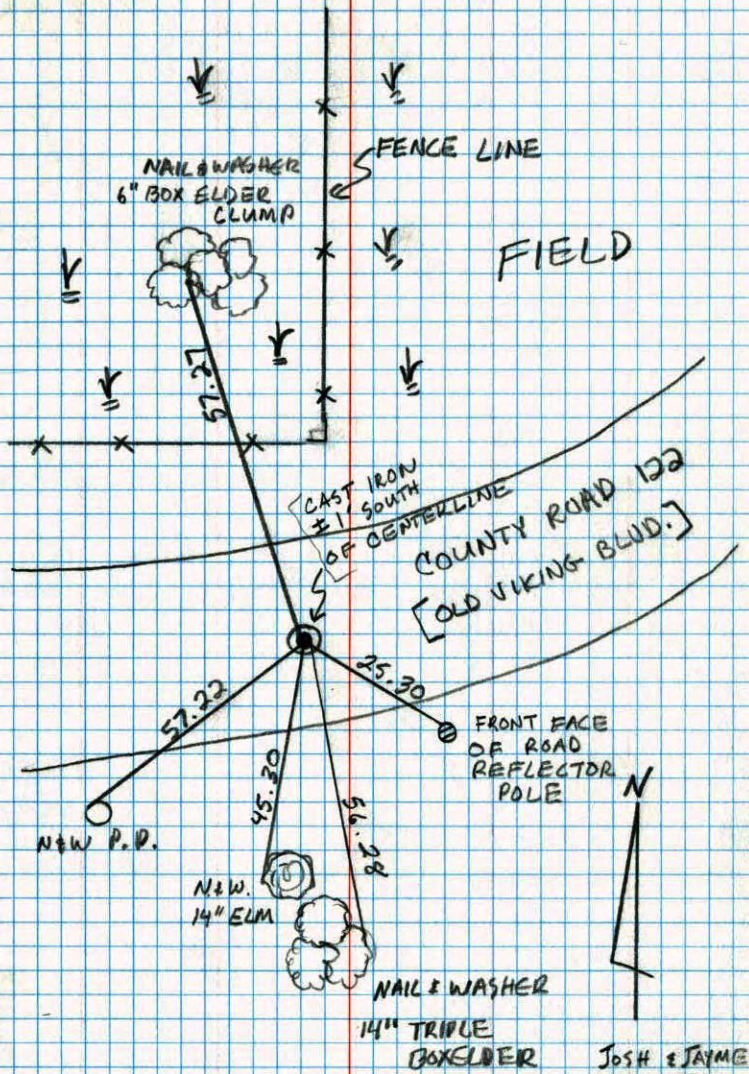 NAIL & WASHER
6" BOX ELDER
CLUMP
FENCE LINE
FIELD
57.27
CAST IRON
± 1' SOUTH
OF CENTERLINE
COUNTY ROAD 122
[OLD VIKING BLVD.]
57.22
25.30
45.30
56.28
FRONT FACE
OF ROAD
REFLECTOR
POLE
N
N&W P.P.
N&W.
14" ELM
NAIL & WASHER
14" TRIPLE
BOXELDER
JOSH & JAYME